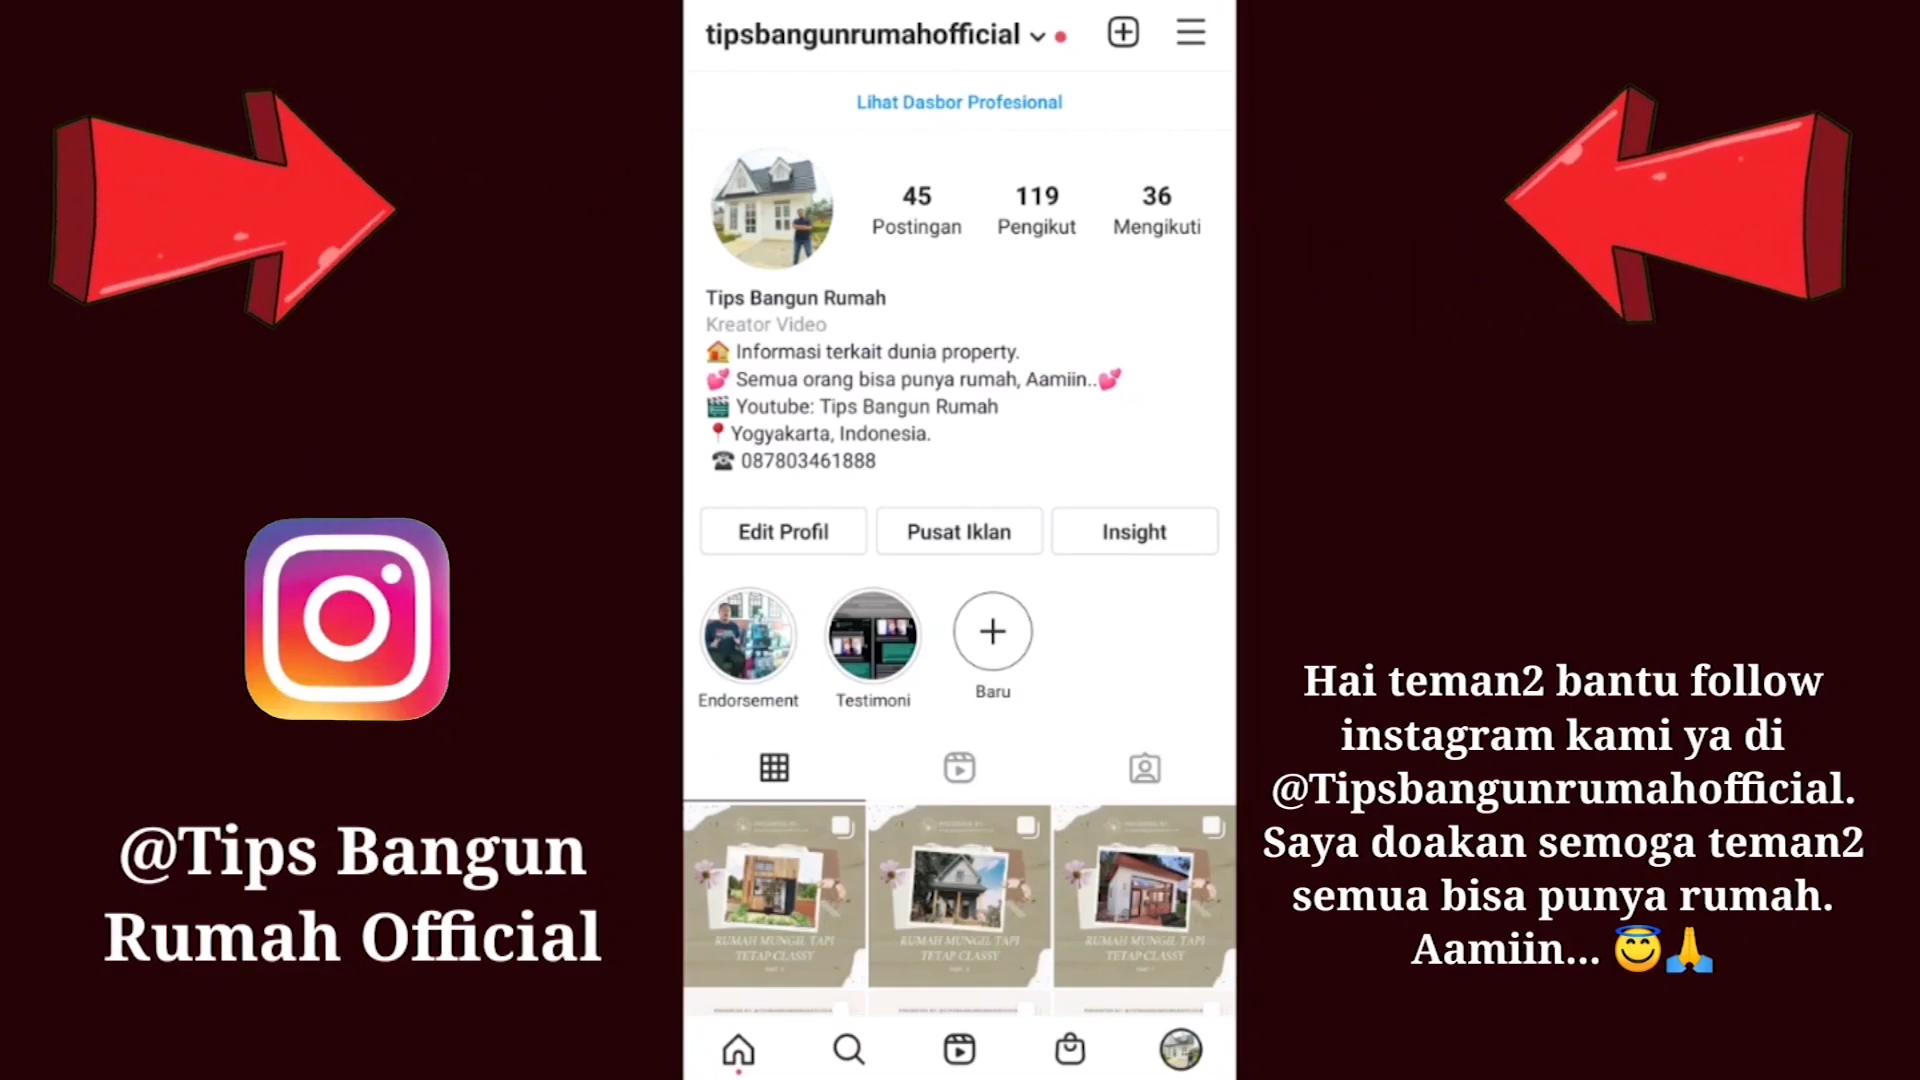 tipsbangunrumahofficial
Lihat Dasbor Profesional
45
Postingan
119
Pengikut
36
Mengikuti
Tips Bangun Rumah
Kreator Video
🏠 Informasi terkait dunia property.
💕 Semua orang bisa punya rumah, Aamiin..💕
🎬 Youtube: Tips Bangun Rumah
📍Yogyakarta, Indonesia.
☎ 087803461888
Edit Profil
Pusat Iklan
Insight
Endorsement
Testimoni
Baru
RUMAH MUNGIL TAPI
TETAP CLASSY
RUMAH MUNGIL TAPI
TETAP CLASSY
RUMAH MUNGIL TAPI
TETAP CLASSY
@Tips Bangun
Rumah Official
Hai teman2 bantu follow
instagram kami ya di
@Tipsbangunrumahofficial.
Saya doakan semoga teman2
semua bisa punya rumah.
Aamiin... 😇🙏